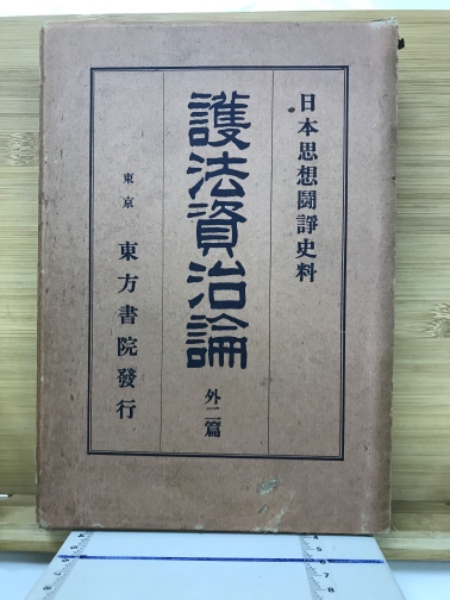 日本思想鬪諍史料
護法資治論
外二篇
東京 東方書院發行